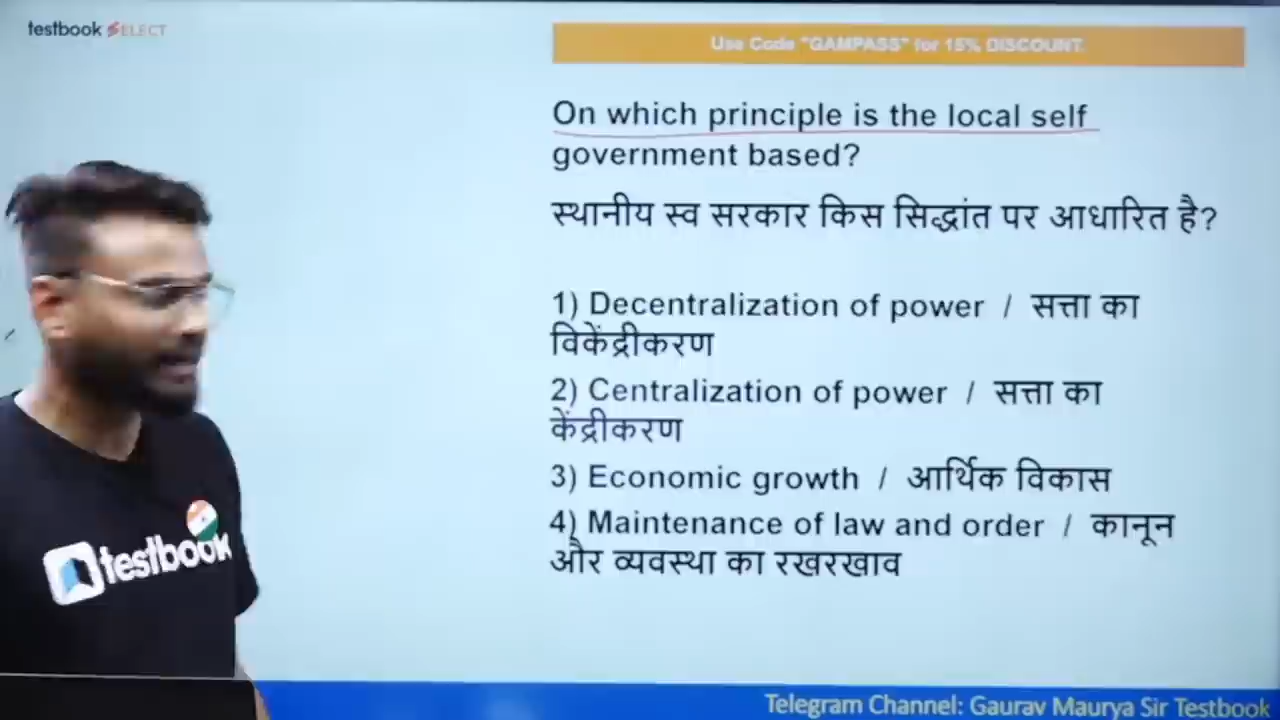 testbook SELECT
Use Code "GAMPASS" for 15% DISCOUNT.
On which principle is the local self
government based?
स्थानीय स्व सरकार किस सिद्धांत पर आधारित है?
1) Decentralization of power / सत्ता का
विकेंद्रीकरण
2) Centralization of power / सत्ता का
केंद्रीकरण
3) Economic growth / आर्थिक विकास
4) Maintenance of law and order / कानून
और व्यवस्था का रखरखाव
testbook
Telegram Channel: Gaurav Maurya Sir Testbook